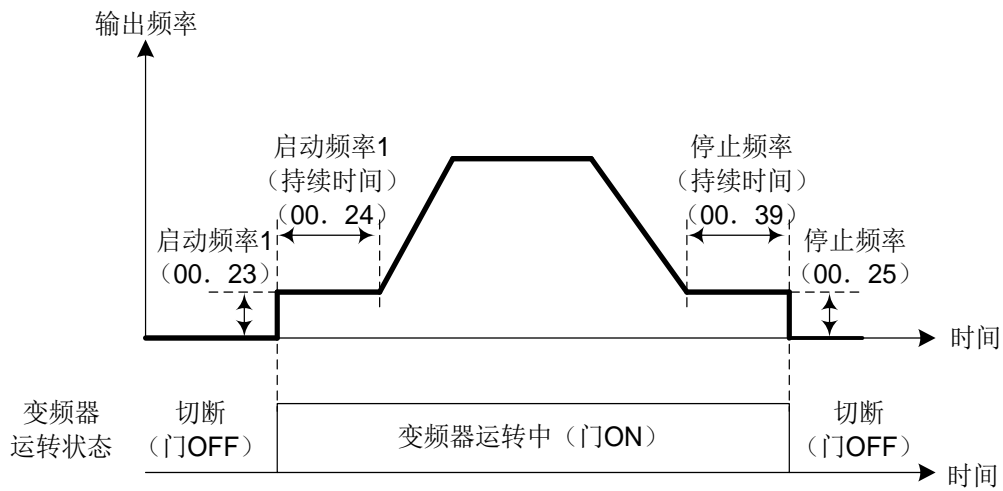 输出频率
启动频率1
（持续时间）
（00．24）
停止频率
（持续时间）
（00．39）
启动频率1
（00．23）
停止频率
（00．25）
时间
变频器
运转状态
切断
（门OFF）
变频器运转中（门ON）
切断
（门OFF）
时间